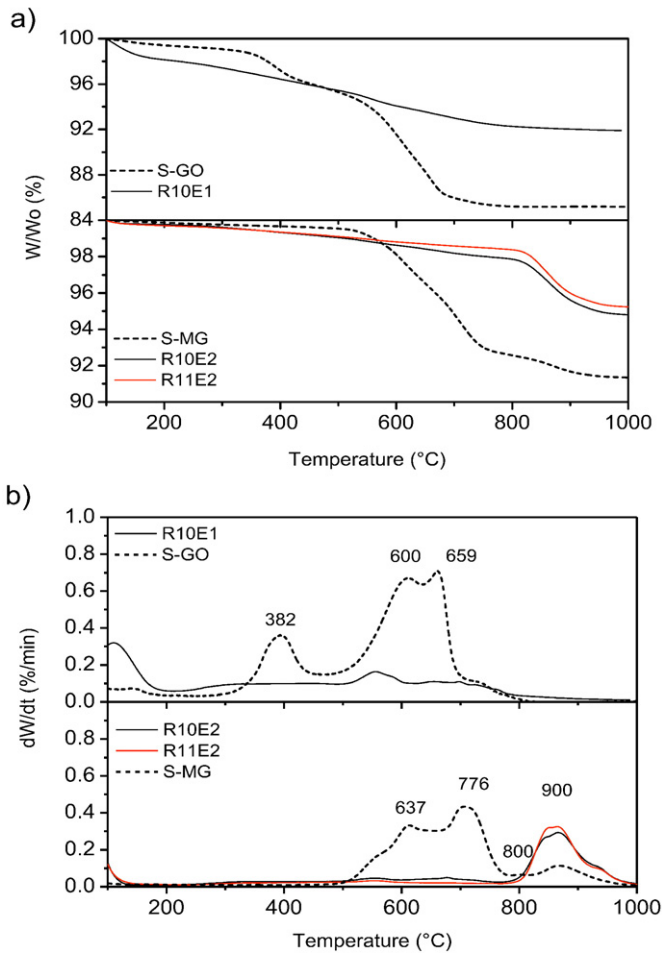 a)
100
96
92
88
84
98
96
94
92
90
W/Wo (%)
S-GO
R10E1
S-MG
R10E2
R11E2
200 400 600 800 1000
Temperature (°C)
b)
1.0
0.8
0.6
0.4
0.2
0.0
0.8
0.6
0.4
0.2
0.0
dW/dt (%/min)
R10E1
S-GO
382
600 659
R10E2
R11E2
S-MG
637
776
800
900
200 400 600 800 1000
Temperature (°C)